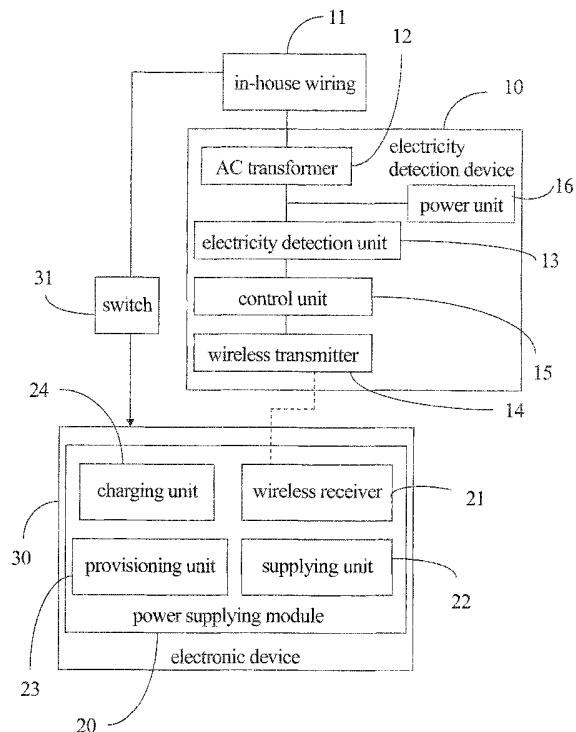 11
12
in-house wiring
10
electricity
detection device
AC transformer
16
power unit
electricity detection unit
13
31
switch
control unit
wireless transmitter
15
14
24
charging unit
wireless receiver
21
30
provisioning unit
supplying unit
22
power supplying module
electronic device
23
20